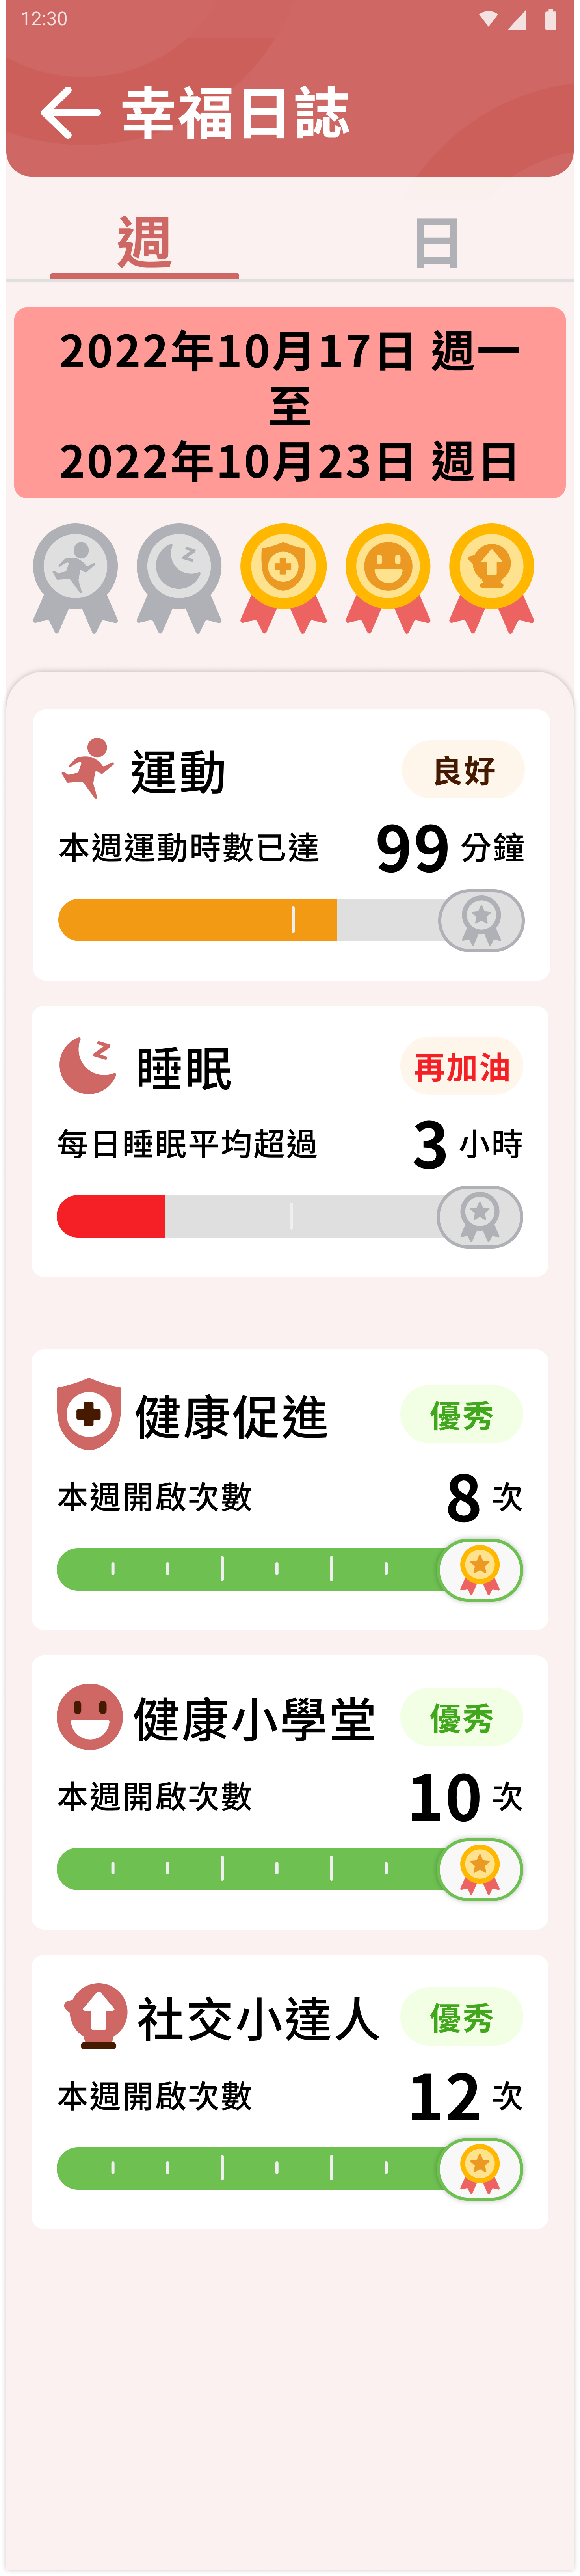 12:30
幸福日誌
週 日
2022年10月17日 週一
至
2022年10月23日 週日
運動 良好
本週運動時數已達 99 分鐘
睡眠 再加油
每日睡眠平均超過 3 小時
健康促進 優秀
本週開啟次數 8 次
健康小學堂 優秀
本週開啟次數 10 次
社交小達人 優秀
本週開啟次數 12 次